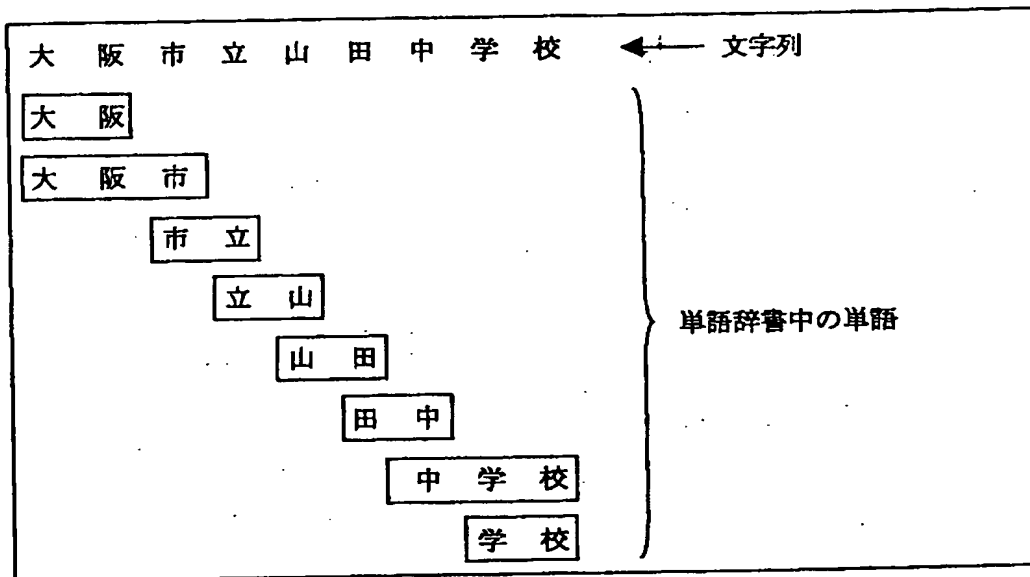 大阪市立山田中学校 ← 文字列
大阪
大阪市
市立
立山
山田 単語辞書中の単語
田中
中学校
学校